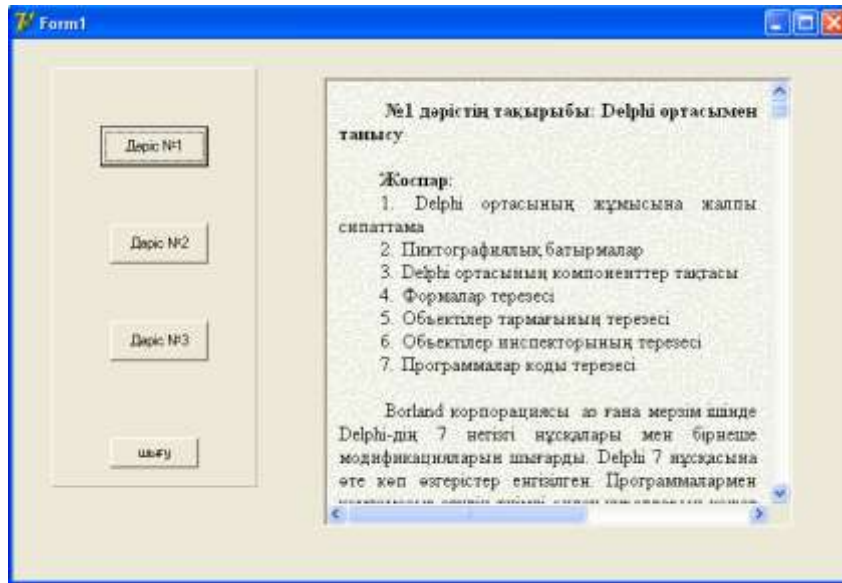 Form1
Дәріс №1
Дәріс №2
Дәріс №3
шығу
№1 дәрістің тақырыбы: Delphi ортасымен
танысу
Жоспар:
1. Delphi ортасының жұмысына жалпы
сипаттама
2. Пиктографиялық батырмалар
3. Delphi ортасының компоненттер тақтасы
4. Формалар терезесі
5. Объектілер тармағының терезесі
6. Объектілер инспекторының терезесі
7. Программалар коды терезесі
Borland корпорациясы аз ғана мерзім ішінде
Delphi-дің 7 негізгі нұсқалары мен бірнеше
модификацияларын шығарды. Delphi 7 нұсқасына
өте көп өзгерістер енгізілген. Программалармен